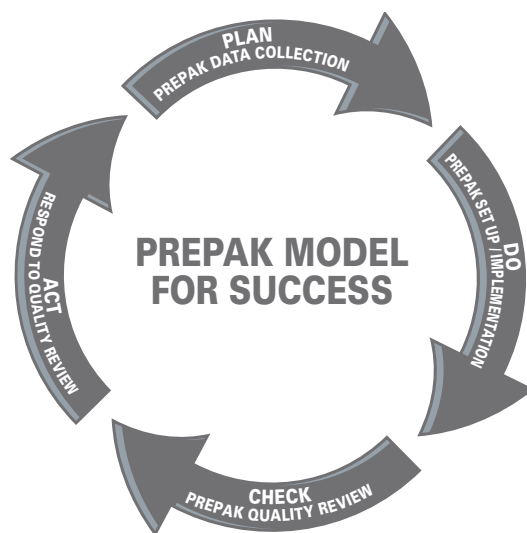 PLAN
PREPAK DATA COLLECTION
DO
PREPAK SET UP / IMPLEMENTATION
CHECK
PREPAK QUALITY REVIEW
ACT
RESPOND TO QUALITY REVIEW
PREPAK MODEL
FOR SUCCESS